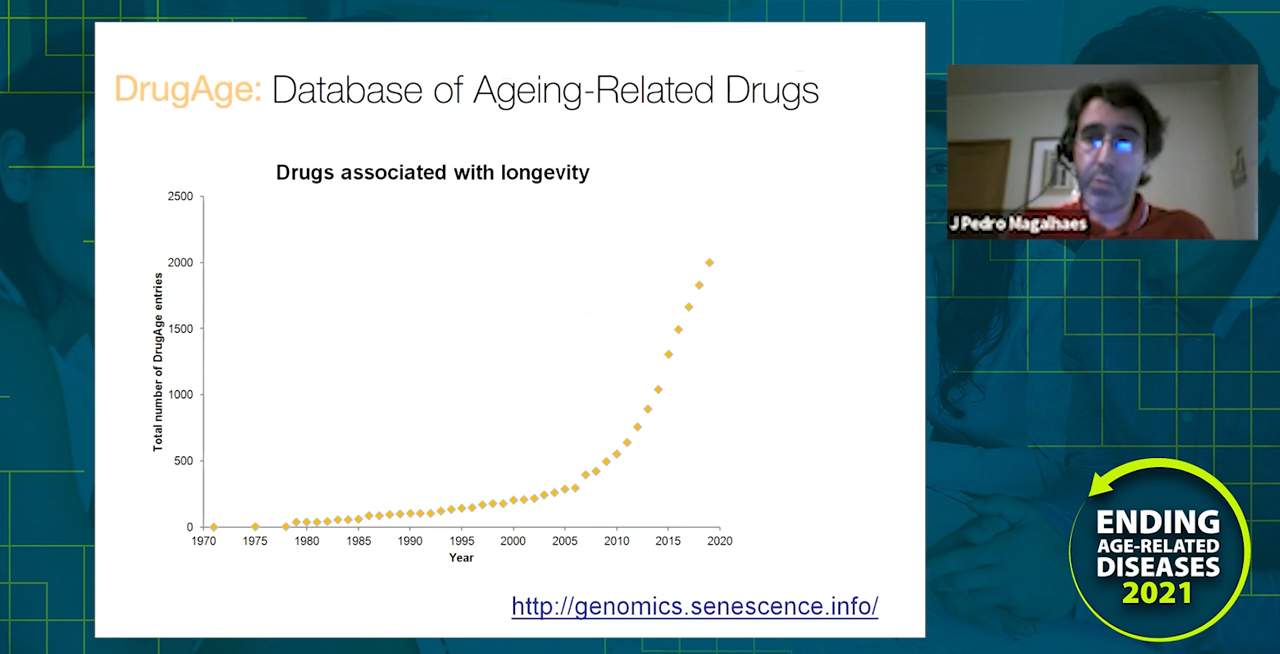 DrugAge: Database of Ageing-Related Drugs
Drugs associated with longevity
2500
2000
1500
1000
500
0
Total number of DrugAge entries
1970 1975 1980 1985 1990 1995 2000 2005 2010 2015 2020
Year
http://genomics.senescence.info/
J Pedro Magalhaes
ENDING
AGE-RELATED
DISEASES
2021